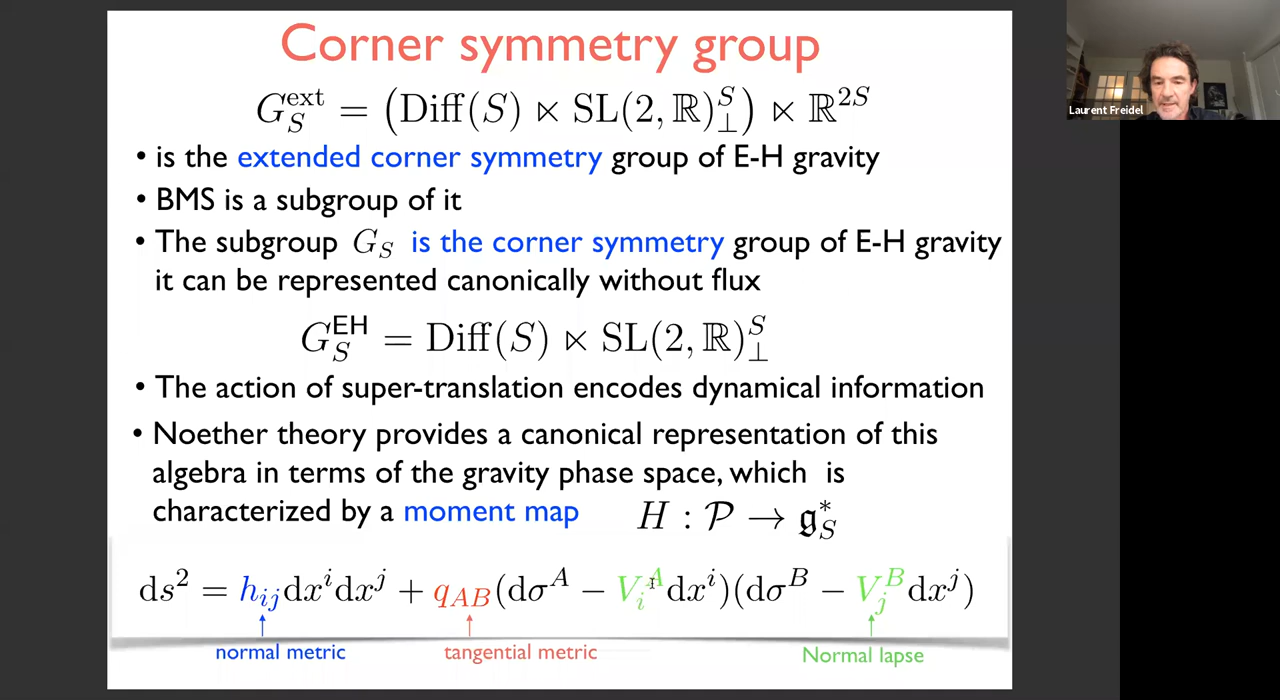 Corner symmetry group
G_S^ext = (Diff(S) ⋉ SL(2, ℝ)_⊥^S) ⋉ ℝ^{2S}
• is the extended corner symmetry group of E-H gravity
• BMS is a subgroup of it
• The subgroup G_S is the corner symmetry group of E-H gravity
it can be represented canonically without flux
G_S^EH = Diff(S) ⋉ SL(2, ℝ)_⊥^S
• The action of super-translation encodes dynamical information
• Noether theory provides a canonical representation of this
algebra in terms of the gravity phase space, which is
characterized by a moment map H : 𝒫 → 𝔤_S^*
ds² = h_{ij}dx^i dx^j + q_{AB}(dσ^A − V_i^A dx^i)(dσ^B − V_j^B dx^j)
normal metric tangential metric Normal lapse
Laurent Freidel